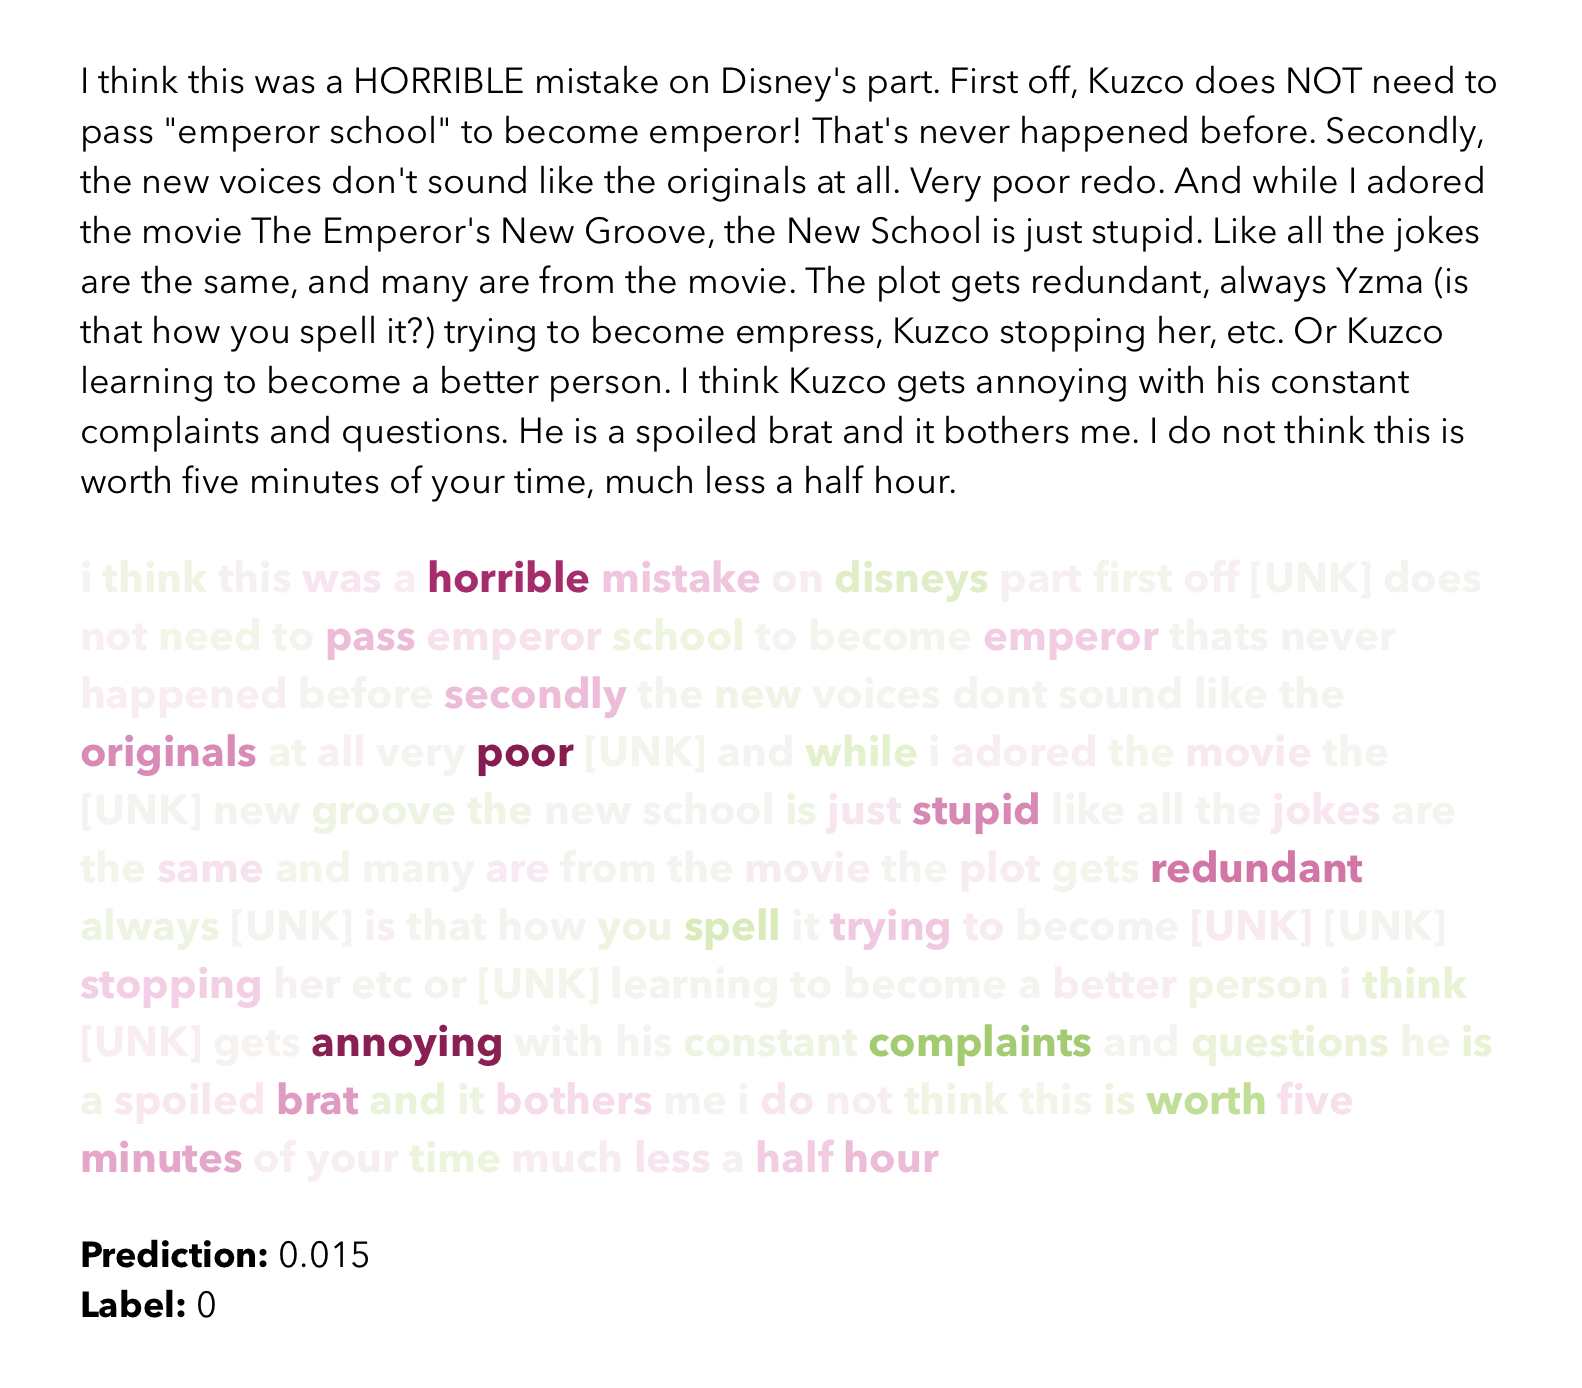 I think this was a HORRIBLE mistake on Disney's part. First off, Kuzco does NOT need to
pass "emperor school" to become emperor! That's never happened before. Secondly,
the new voices don't sound like the originals at all. Very poor redo. And while I adored
the movie The Emperor's New Groove, the New School is just stupid. Like all the jokes
are the same, and many are from the movie. The plot gets redundant, always Yzma (is
that how you spell it?) trying to become empress, Kuzco stopping her, etc. Or Kuzco
learning to become a better person. I think Kuzco gets annoying with his constant
complaints and questions. He is a spoiled brat and it bothers me. I do not think this is
worth five minutes of your time, much less a half hour.
i think this was a horrible mistake on disneys part first off [UNK] does
not need to pass emperor school to become emperor thats never
happened before secondly the new voices dont sound like the
originals at all very poor [UNK] and while i adored the movie the
[UNK] new groove the new school is just stupid like all the jokes are
the same and many are from the movie the plot gets redundant
always [UNK] is that how you spell it trying to become [UNK] [UNK]
stopping her etc or [UNK] learning to become a better person i think
[UNK] gets annoying with his constant complaints and questions he is
a spoiled brat and it bothers me i do not think this is worth five
minutes of your time much less a half hour
Prediction: 0.015
Label: 0